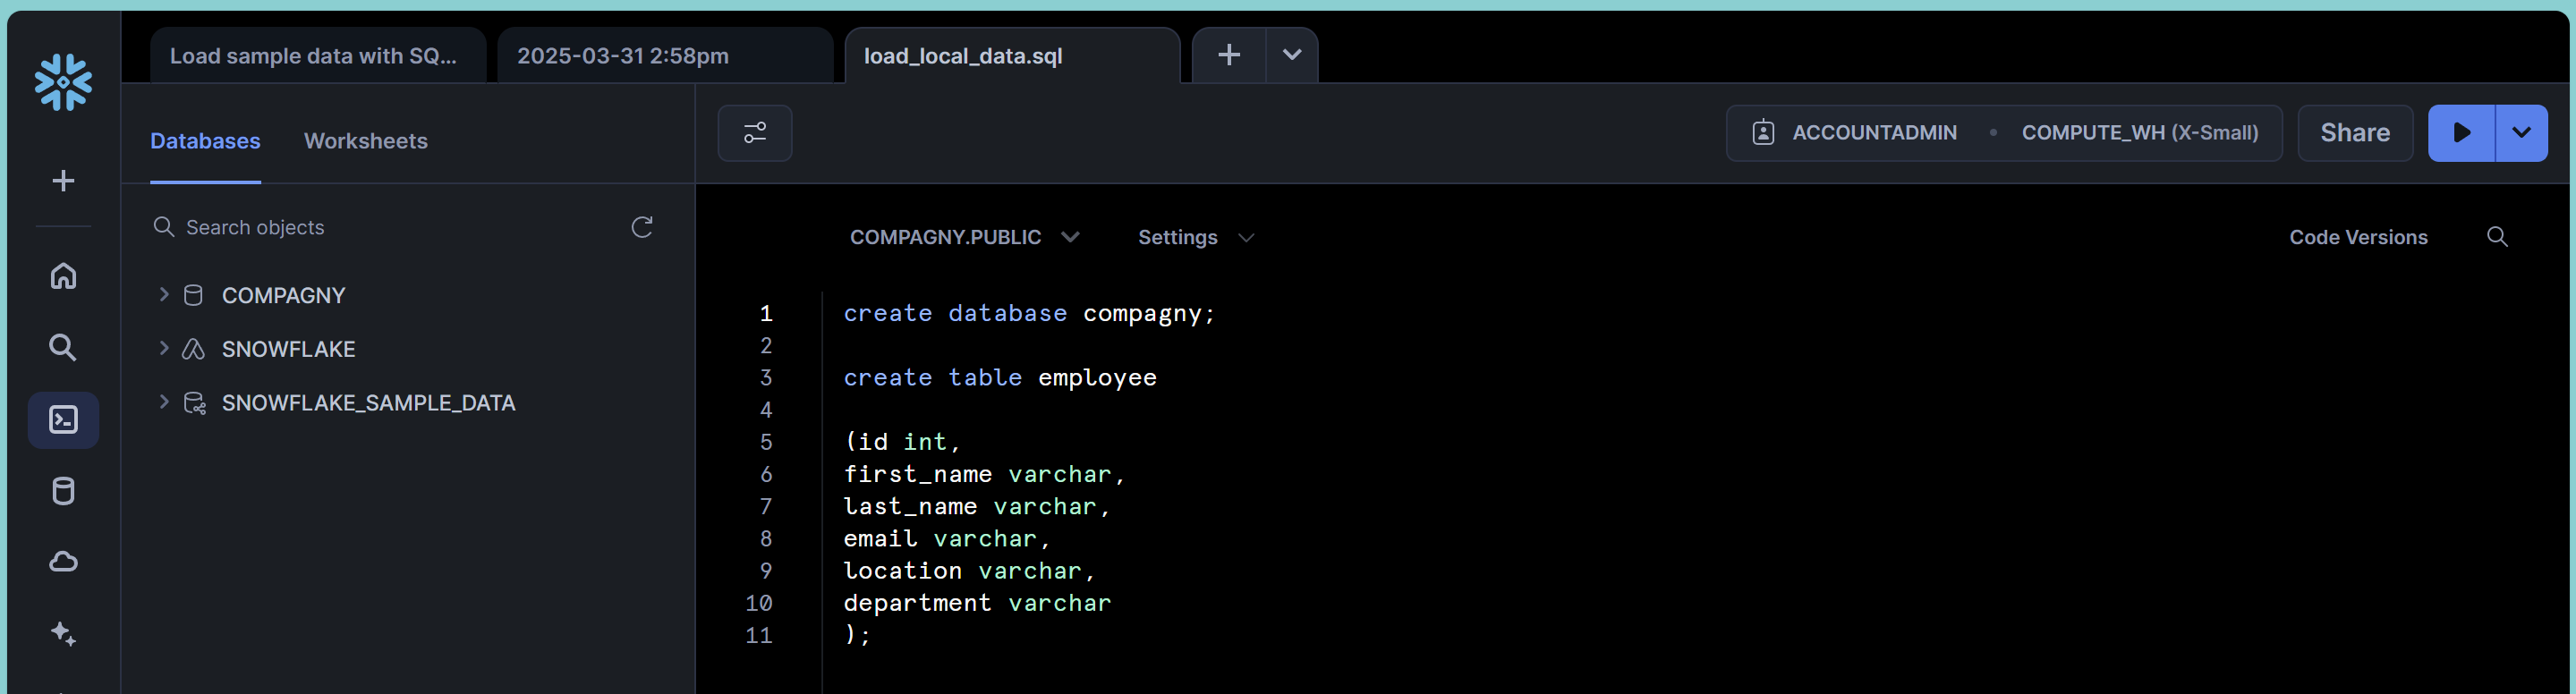 Load sample data with SQ...
2025-03-31 2:58pm
load_local_data.sql
Databases
Worksheets
ACCOUNTADMIN
COMPUTE_WH (X-Small)
Share
Search objects
COMPAGNY
SNOWFLAKE
SNOWFLAKE_SAMPLE_DATA
COMPAGNY.PUBLIC
Settings
Code Versions
1 create database compagny;
2
3 create table employee
4
5 (id int,
6 first_name varchar,
7 last_name varchar,
8 email varchar,
9 location varchar,
10 department varchar
11 );